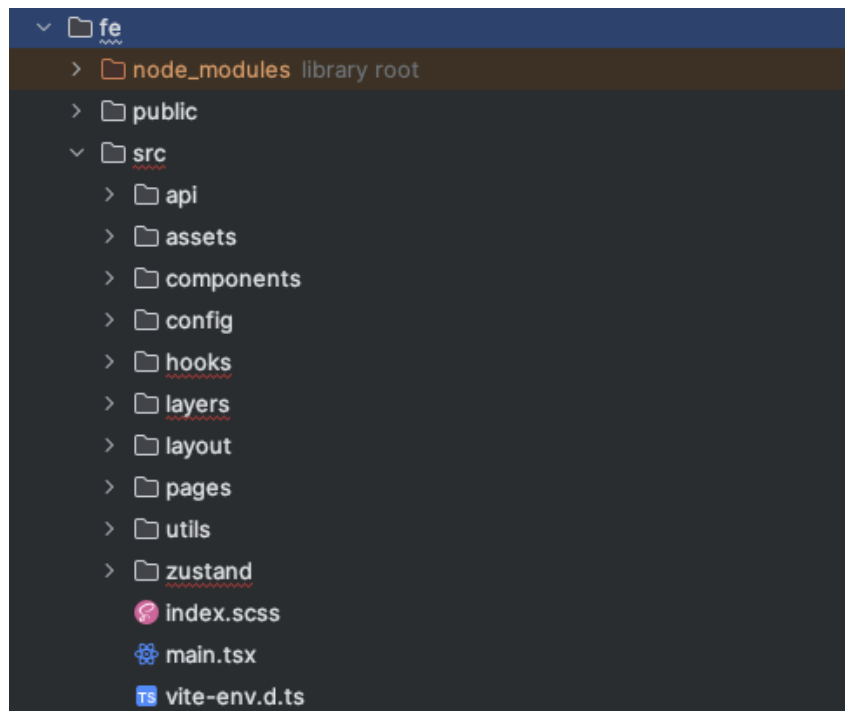 fe
node_modules library root
public
src
api
assets
components
config
hooks
layers
layout
pages
utils
zustand
index.scss
main.tsx
TS vite-env.d.ts